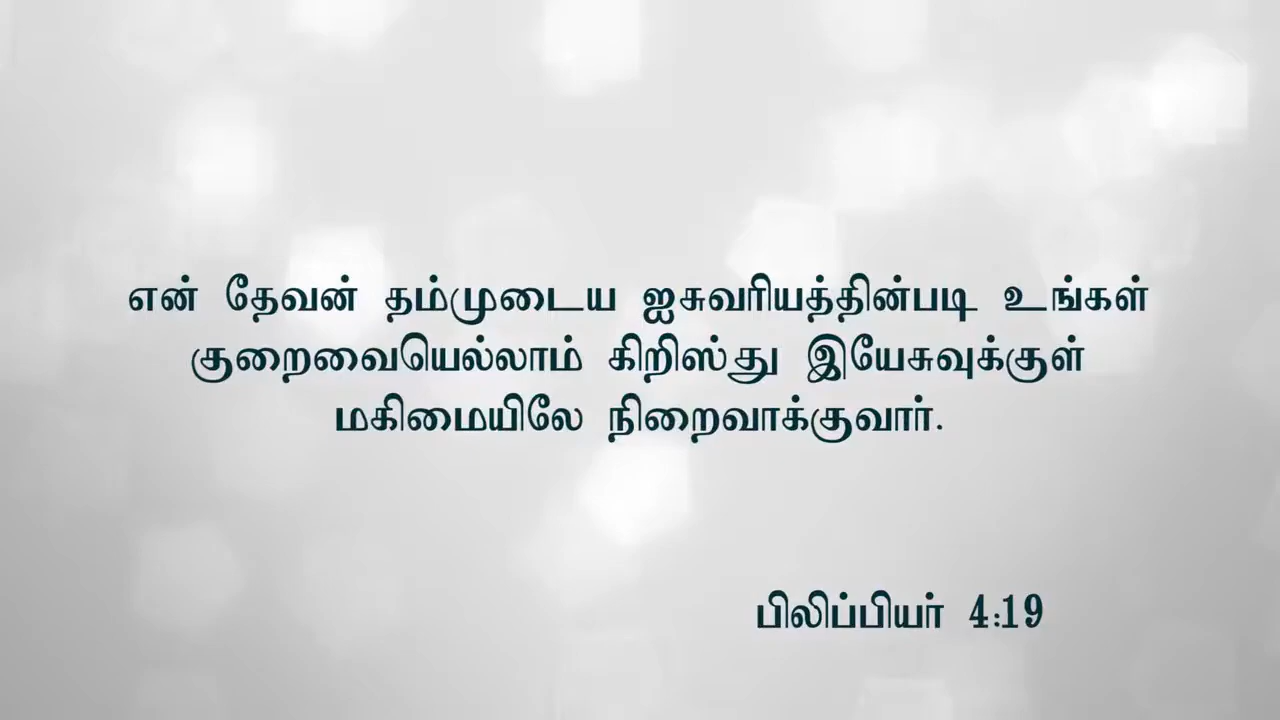 என் தேவன் தம்முடைய ஐசுவரியத்தின்படி உங்கள்
குறைவையெல்லாம் கிறிஸ்து இயேசுவுக்குள்
மகிமையிலே நிறைவாக்குவார்.
பிலிப்பியர் 4:19